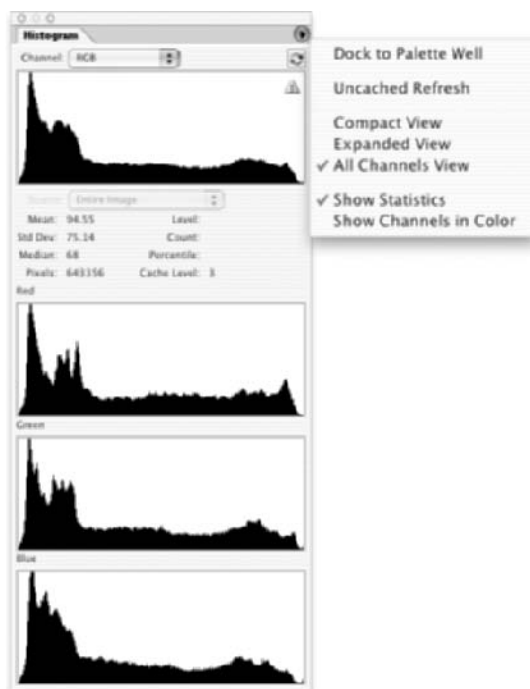 Histogram
Channel: RGB
Source: Entire Image
Mean: 94.55 Level:
Std Dev: 75.14 Count:
Median: 68 Percentile:
Pixels: 643356 Cache Level: 3
Red
Green
Blue
Dock to Palette Well
Uncached Refresh
Compact View
Expanded View
✓ All Channels View
✓ Show Statistics
Show Channels in Color